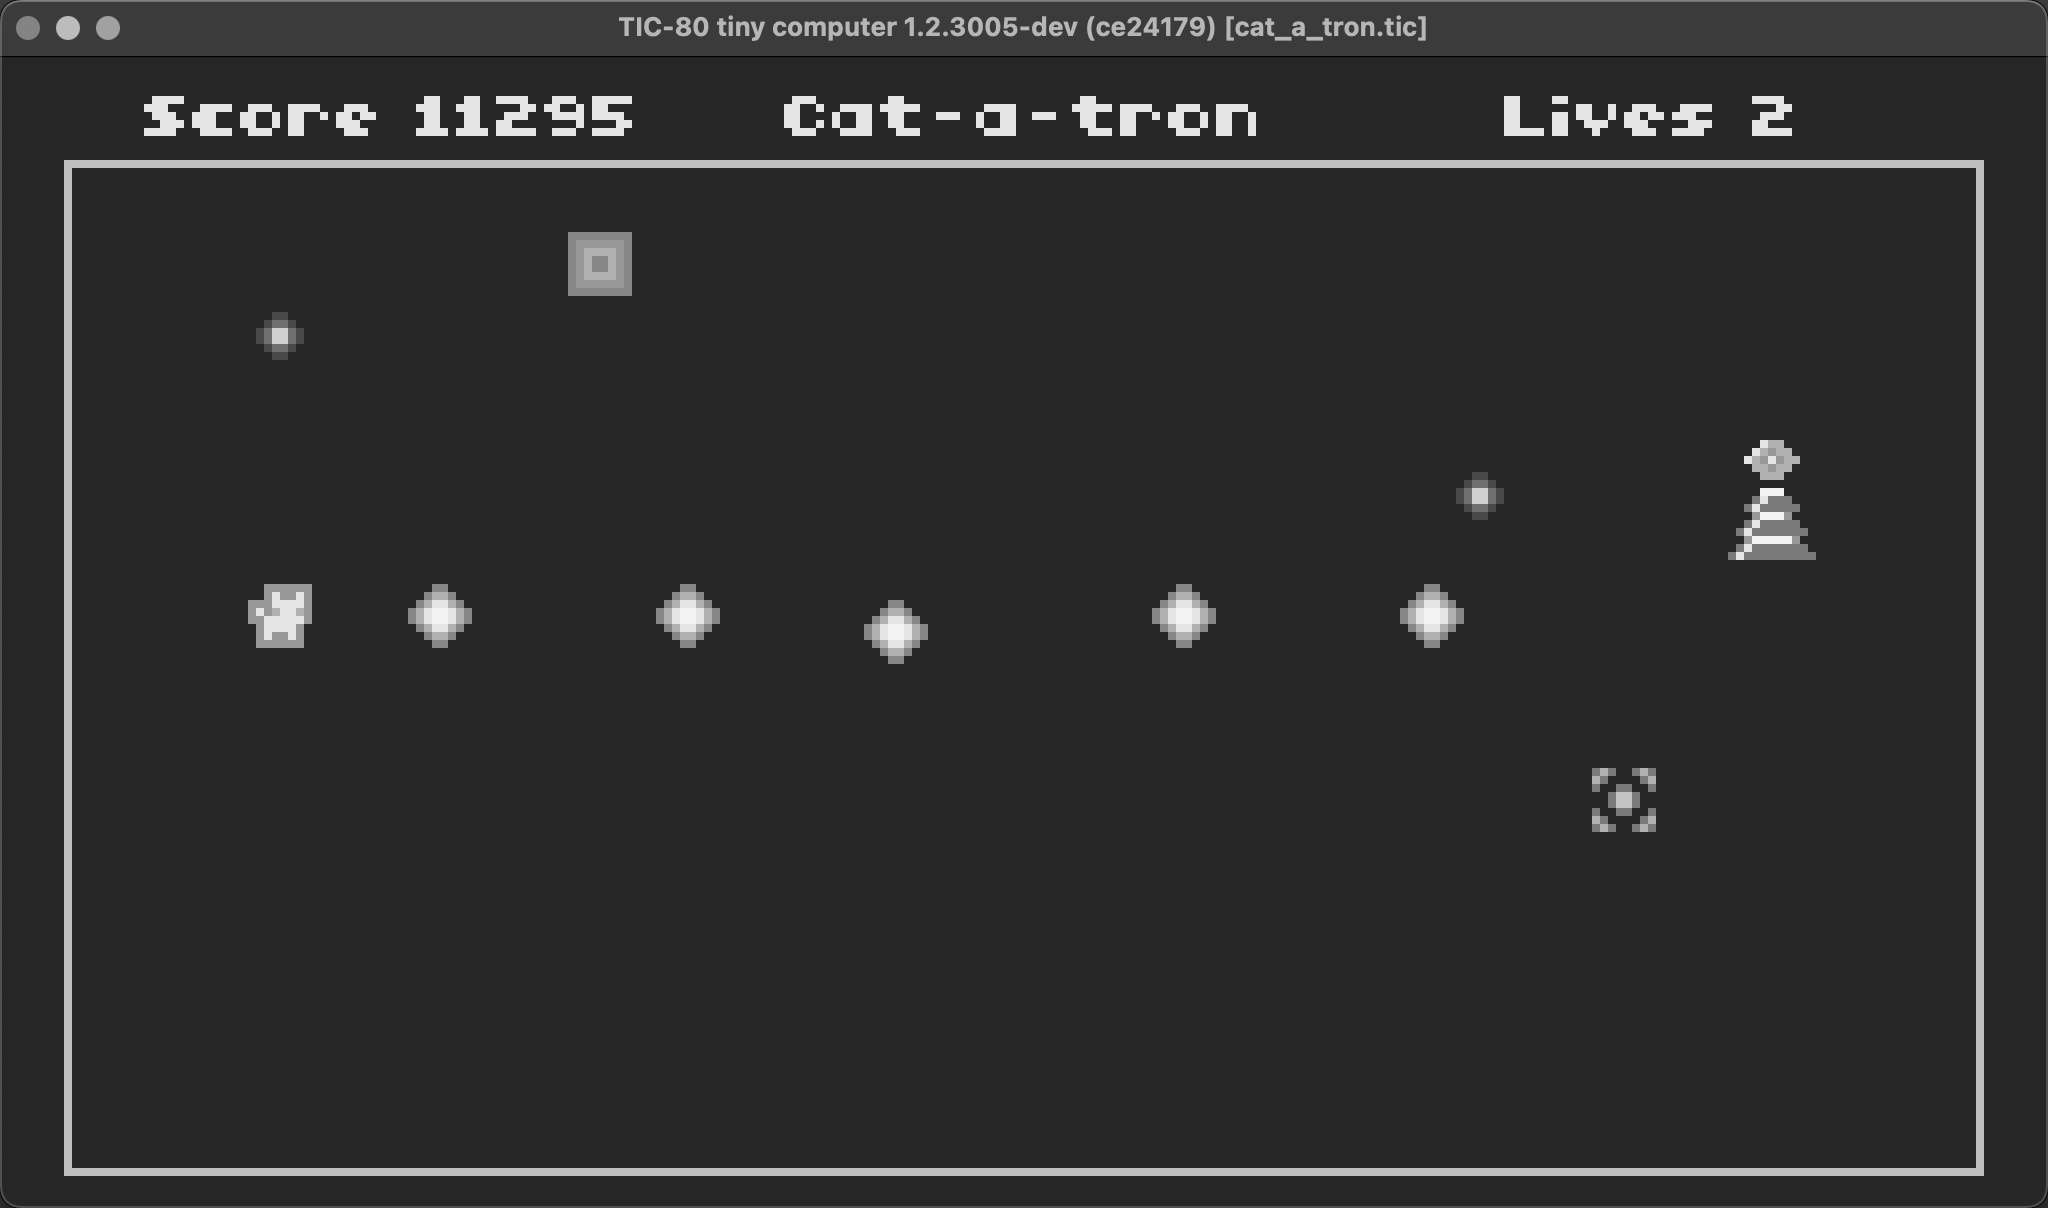 TIC-80 tiny computer 1.2.3005-dev (ce24179) [cat_a_tron.tic]
Score 11295 Cat-a-tron Lives 2